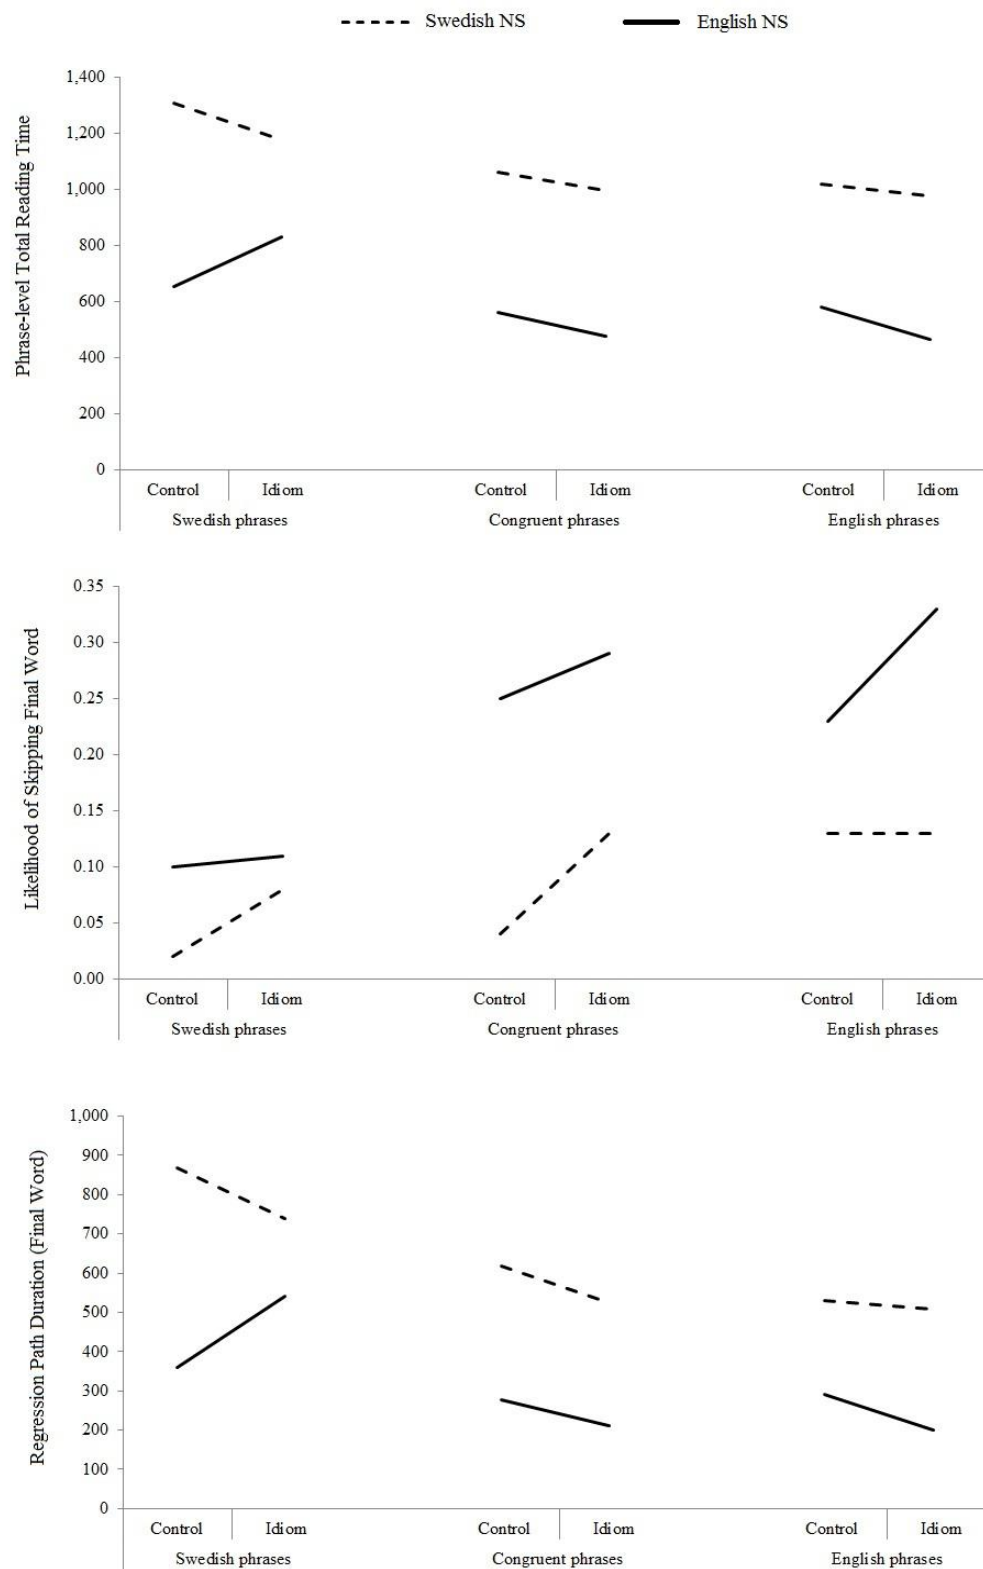 Swedish NS English NS
Phrase-level Total Reading Time
1,400
1,200
1,000
800
600
400
200
0
Control Idiom Control Idiom Control Idiom
Swedish phrases Congruent phrases English phrases
Likelihood of Skipping Final Word
0.35
0.30
0.25
0.20
0.15
0.10
0.05
0.00
Control Idiom Control Idiom Control Idiom
Swedish phrases Congruent phrases English phrases
Regression Path Duration (Final Word)
1,000
900
800
700
600
500
400
300
200
100
0
Control Idiom Control Idiom Control Idiom
Swedish phrases Congruent phrases English phrases